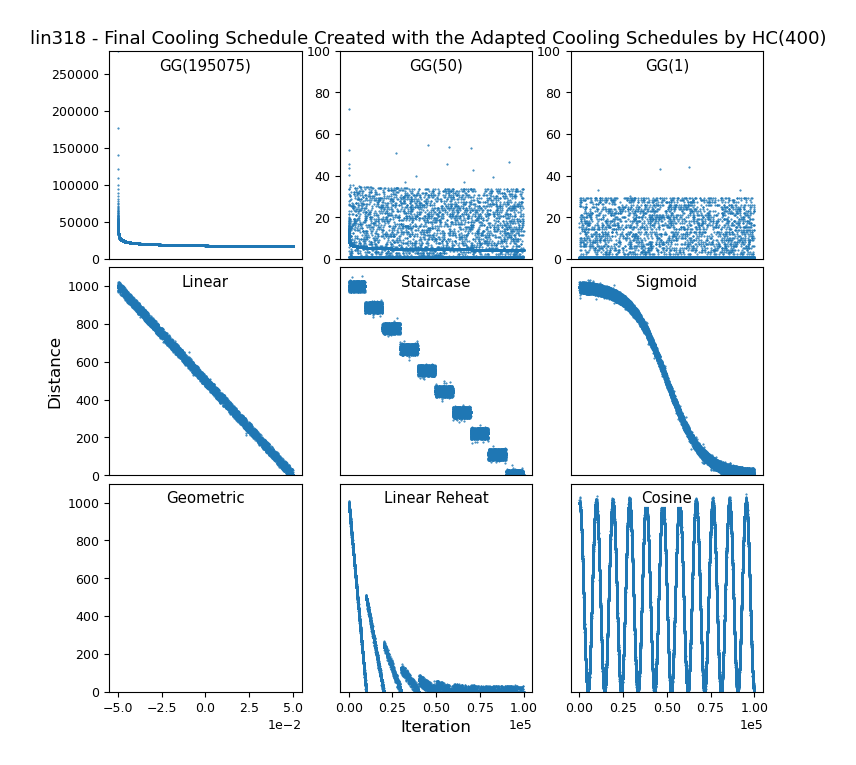 lin318 - Final Cooling Schedule Created with the Adapted Cooling Schedules by HC(400)
GG(195075)
GG(50)
GG(1)
250000
200000
150000
100000
50000
0
100
80
60
40
20
0
100
80
60
40
20
0
Linear
Staircase
Sigmoid
1000
800
600
400
200
0
Distance
Geometric
Linear Reheat
Cosine
1000
800
600
400
200
0
−5.0 −2.5 0.0 2.5 5.0
1e−2
0.00 0.25 0.50 0.75 1.00
1e5
0.00 0.25 0.50 0.75 1.00
1e5
Iteration